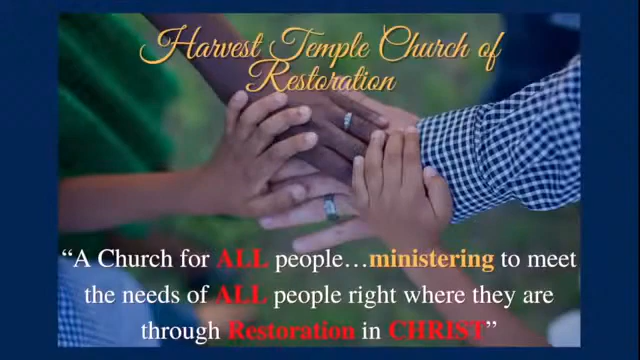 Harvest Temple Church of
Restoration
“A Church for ALL people…ministering to meet
the needs of ALL people right where they are
through Restoration in CHRIST”